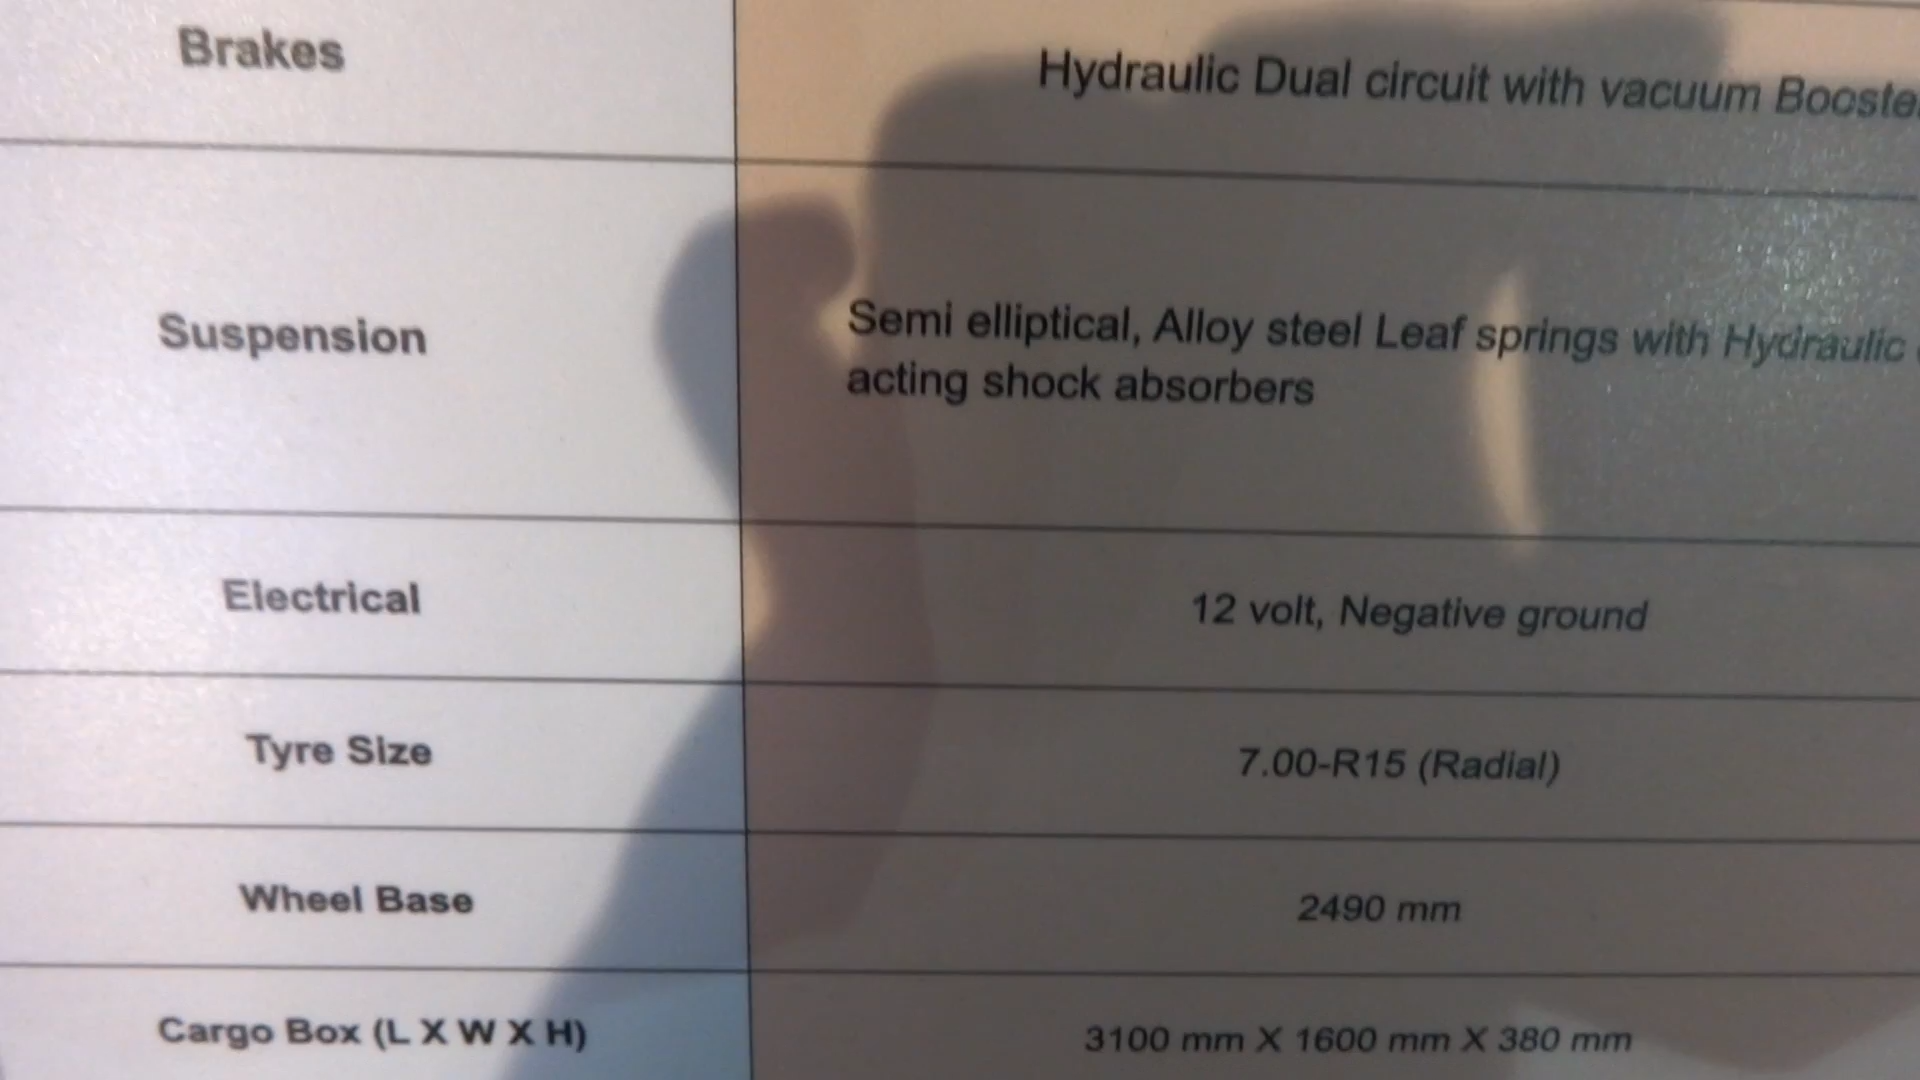 Brakes Hydraulic Dual circuit with vacuum
Suspension Semi elliptical, Alloy steel Leaf springs with Hydraulic
acting shock absorbers
Electrical 12 volt, Negative ground
Tyre Size 7.00-R15 (Radial)
Wheel Base 2490 mm
Cargo Box (L X W X H) 3100 mm X 1600 mm X 380 mm